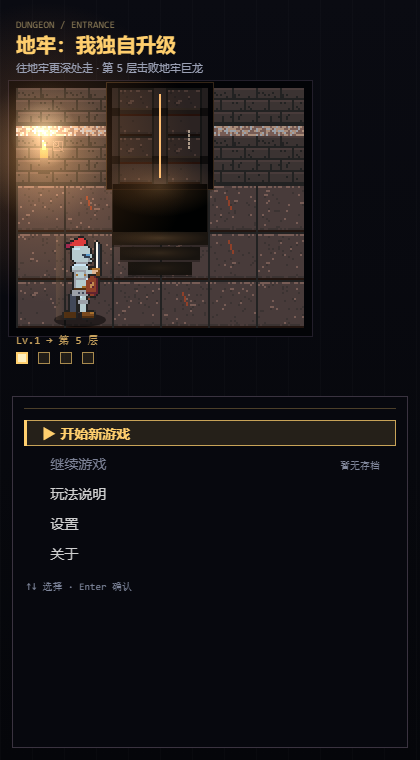 DUNGEON / ENTRANCE
地牢：我独自升级
往地牢更深处走 · 第 5 层击败地牢巨龙
Lv.1 → 第 5 层
▶ 开始新游戏
继续游戏 暂无存档
玩法说明
设置
关于
↑↓ 选择 · Enter 确认